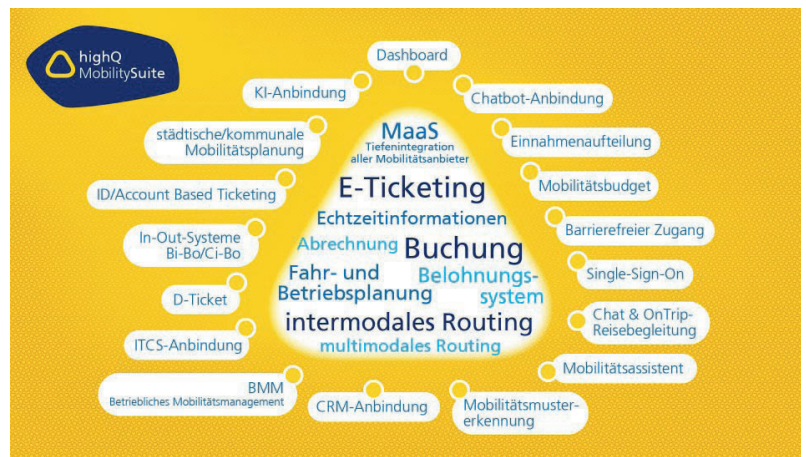 highQ
MobilitySuite
Dashboard
KI-Anbindung
Chatbot-Anbindung
städtische/kommunale
Mobilitätsplanung
Einnahmenaufteilung
ID/Account Based Ticketing
Mobilitätsbudget
In-Out-Systeme
Bi-Bo/Ci-Bo
Barrierefreier Zugang
D-Ticket
Single-Sign-On
ITCS-Anbindung
Chat & OnTrip-
Reisebegleitung
BMM
Betriebliches Mobilitätsmanagement
Mobilitätsassistent
CRM-Anbindung
Mobilitätsmuster-
erkennung
MaaS
Tiefenintegration
aller Mobilitätsanbieter
E-Ticketing
Echtzeitinformationen
Abrechnung Buchung
Fahr- und
Betriebsplanung
Belohnungs-
system
intermodales Routing
multimodales Routing